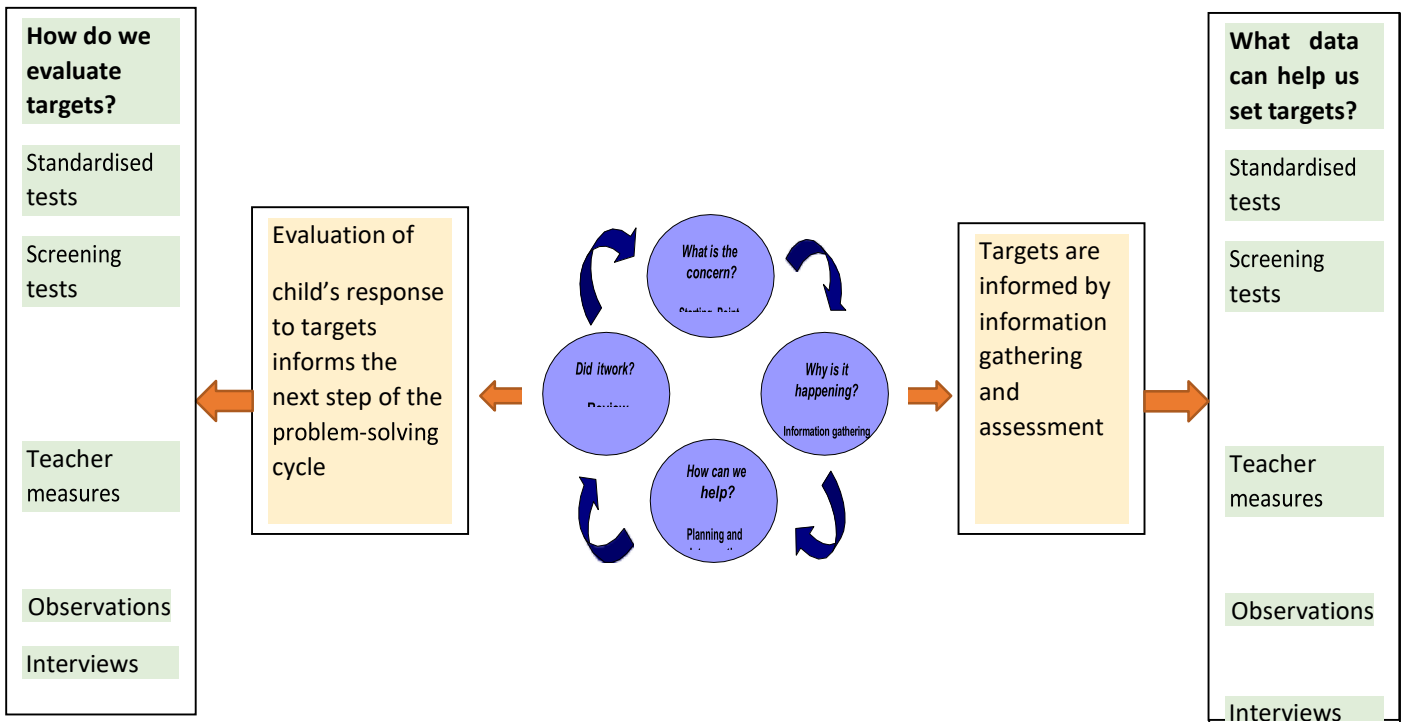 How do we
evaluate
targets?
Standardised
tests
Screening
tests
Teacher
measures
Observations
Interviews
Evaluation of
child’s response
to targets
informs the
next step of the
problem-solving
cycle
What is the
concern?
Starting Point
Why is it
happening?
Information gathering
How can we
help?
Planning and
Did itwork?
Review
Targets are
informed by
information
gathering
and
assessment
What data
can help us
set targets?
Standardised
tests
Screening
tests
Teacher
measures
Observations
Interviews